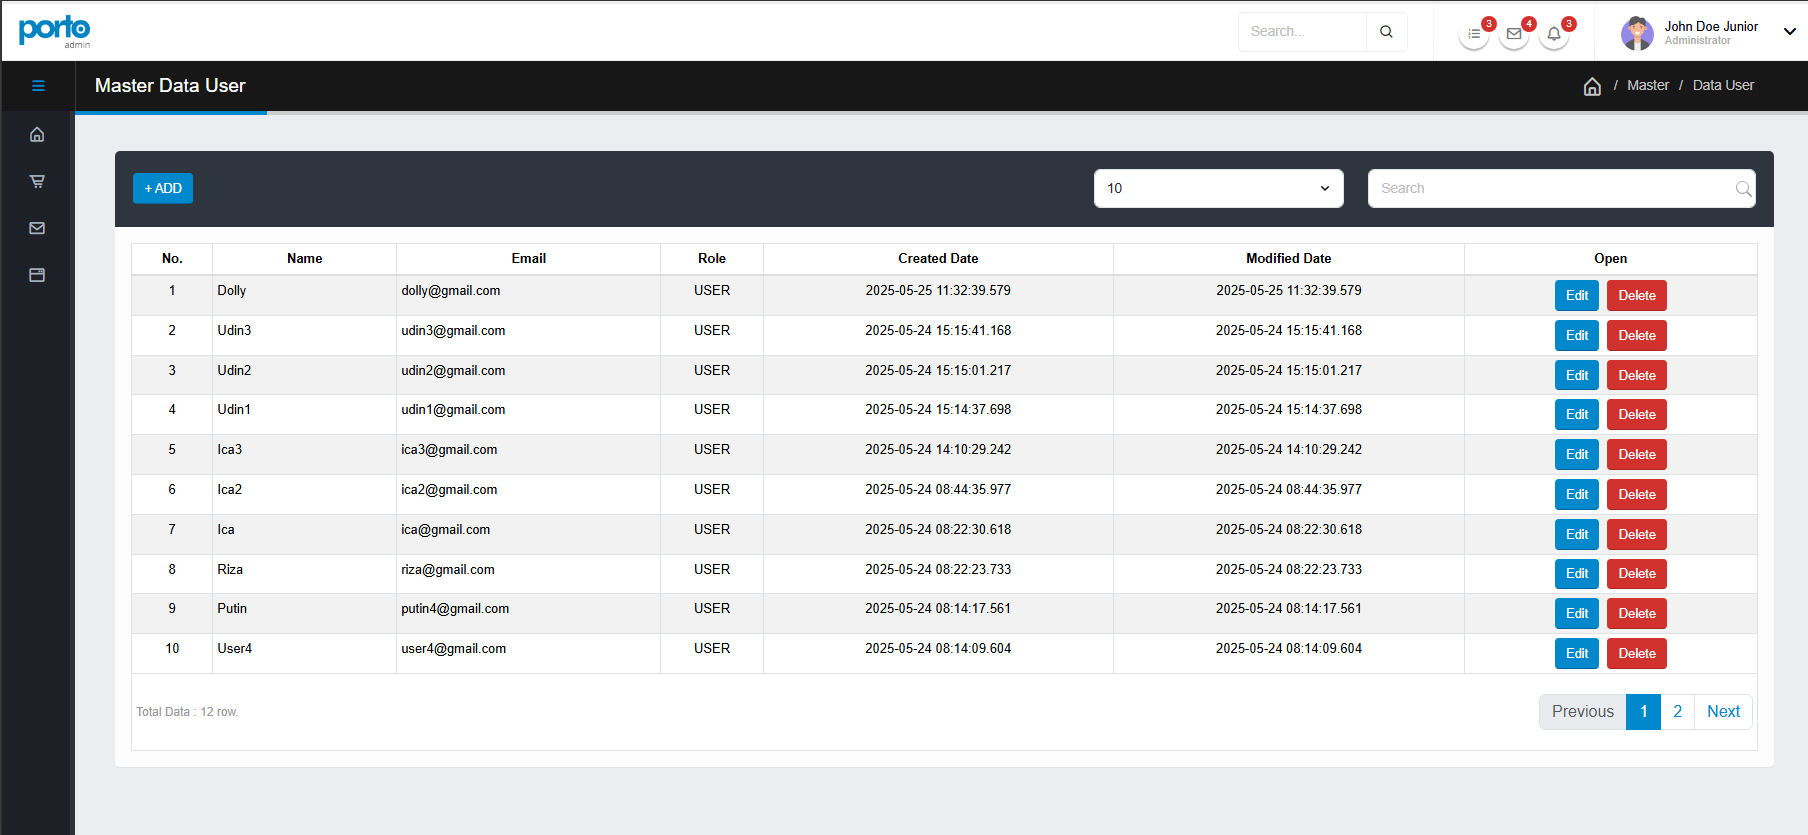 porto
admin
Search...
3
4
3
John Doe Junior
Administrator
Master Data User
/ Master / Data User
+ ADD
10
Search
No. Name Email Role Created Date Modified Date Open
1 Dolly dolly@gmail.com USER 2025-05-25 11:32:39.579 2025-05-25 11:32:39.579 Edit Delete
2 Udin3 udin3@gmail.com USER 2025-05-24 15:15:41.168 2025-05-24 15:15:41.168 Edit Delete
3 Udin2 udin2@gmail.com USER 2025-05-24 15:15:01.217 2025-05-24 15:15:01.217 Edit Delete
4 Udin1 udin1@gmail.com USER 2025-05-24 15:14:37.698 2025-05-24 15:14:37.698 Edit Delete
5 Ica3 ica3@gmail.com USER 2025-05-24 14:10:29.242 2025-05-24 14:10:29.242 Edit Delete
6 Ica2 ica2@gmail.com USER 2025-05-24 08:44:35.977 2025-05-24 08:44:35.977 Edit Delete
7 Ica ica@gmail.com USER 2025-05-24 08:22:30.618 2025-05-24 08:22:30.618 Edit Delete
8 Riza riza@gmail.com USER 2025-05-24 08:22:23.733 2025-05-24 08:22:23.733 Edit Delete
9 Putin putin4@gmail.com USER 2025-05-24 08:14:17.561 2025-05-24 08:14:17.561 Edit Delete
10 User4 user4@gmail.com USER 2025-05-24 08:14:09.604 2025-05-24 08:14:09.604 Edit Delete
Total Data : 12 row.
Previous 1 2 Next